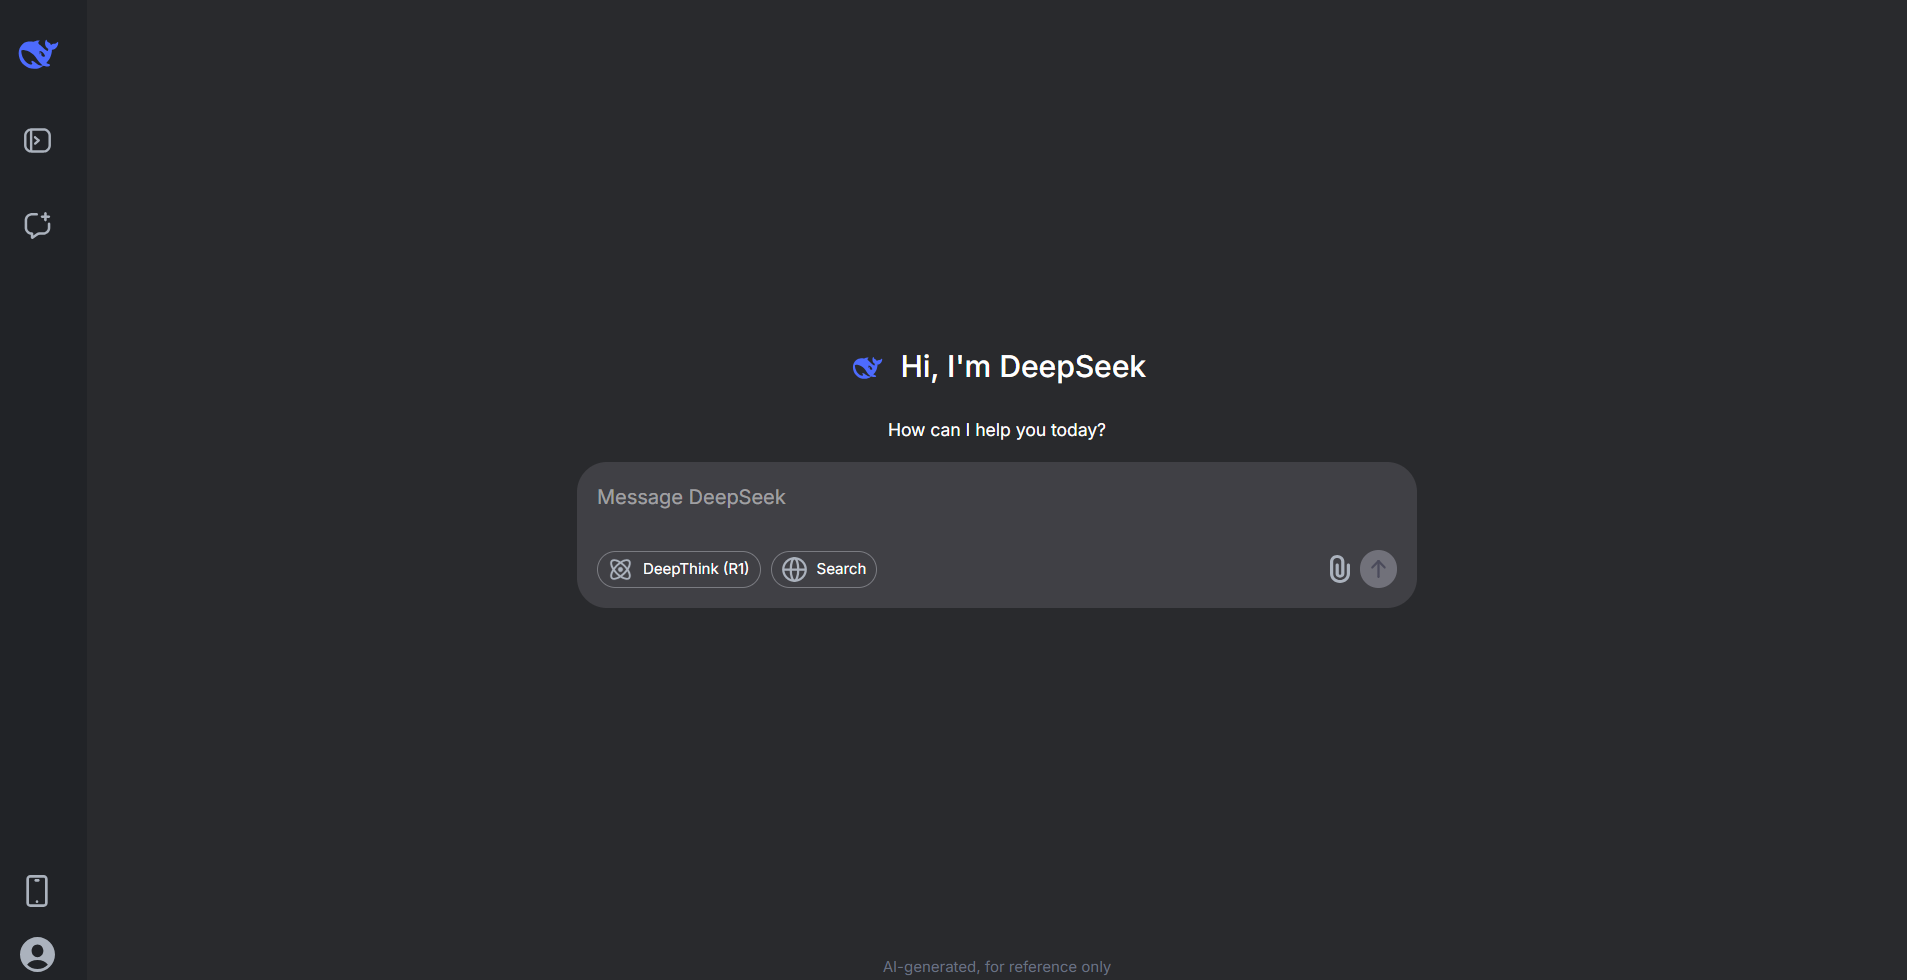 Hi, I'm DeepSeek
How can I help you today?
Message DeepSeek
DeepThink (R1) Search
AI-generated, for reference only